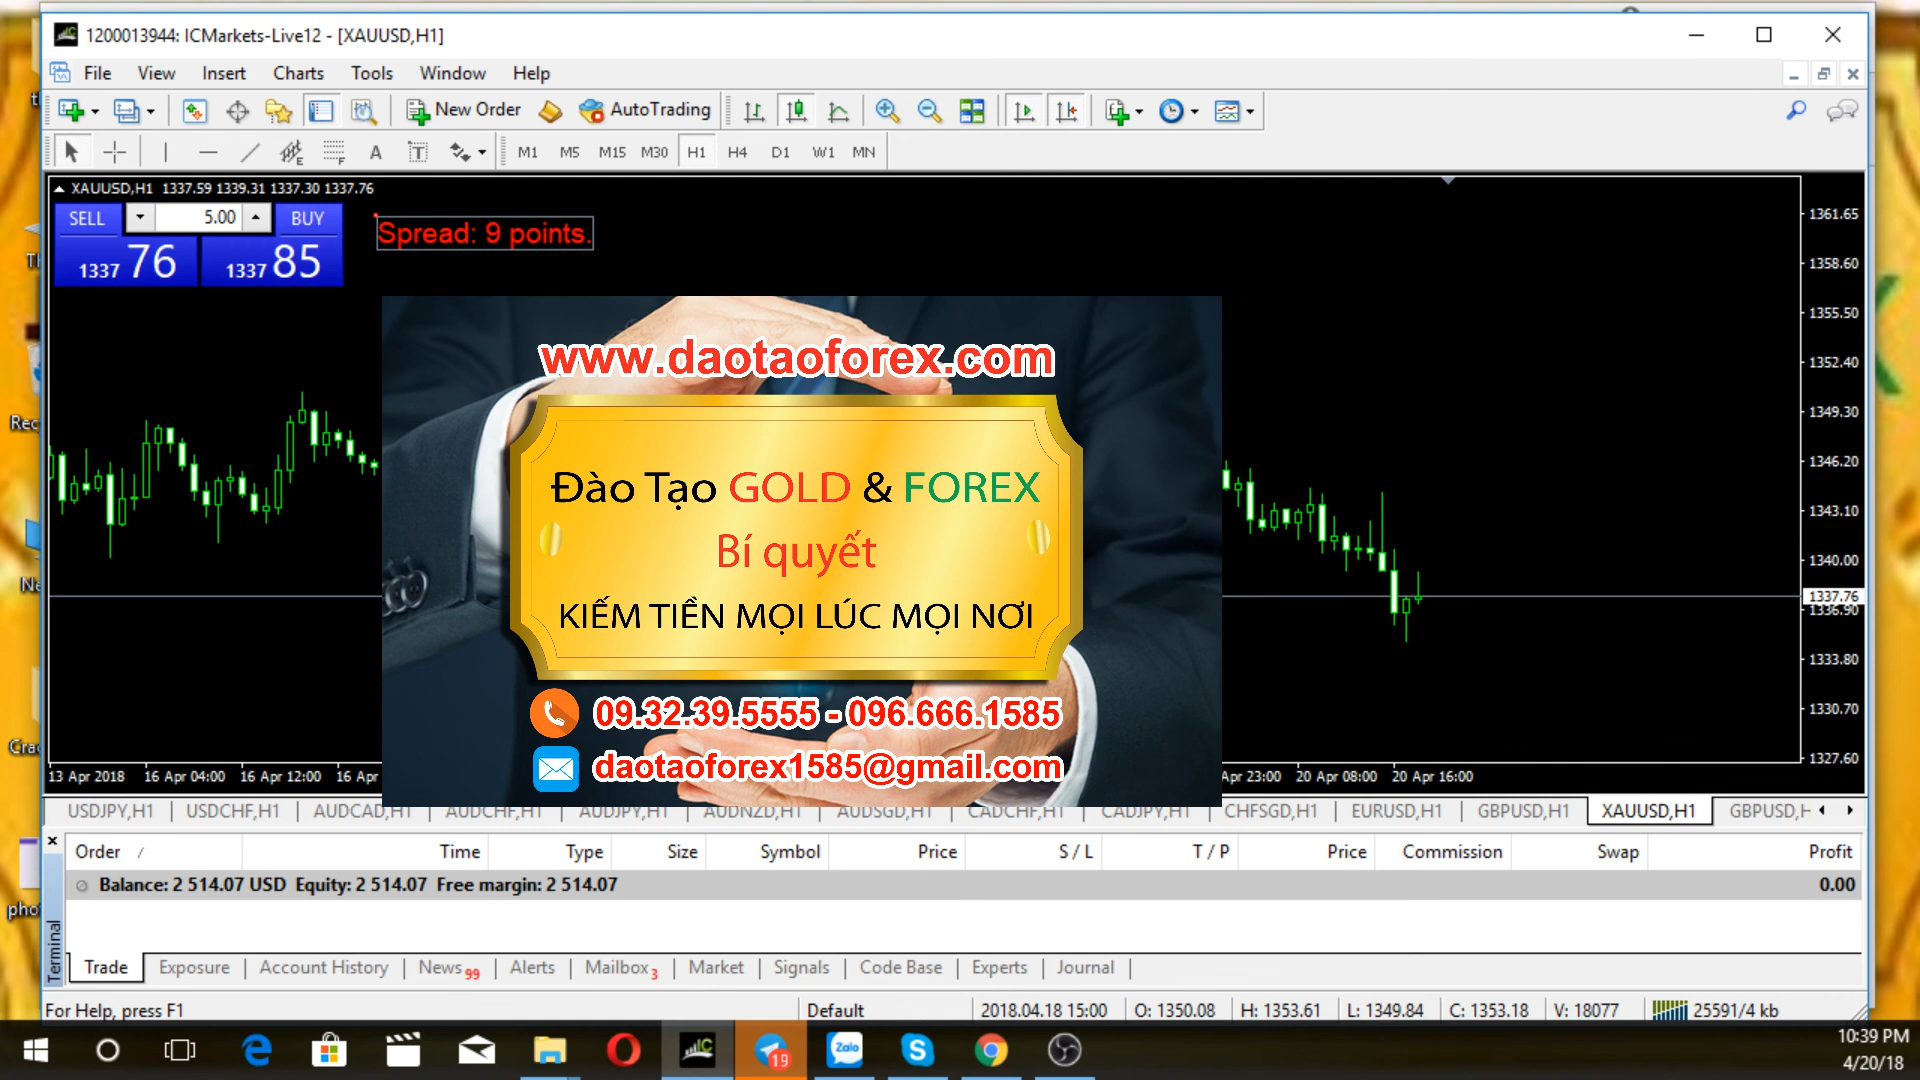 1200013944: ICMarkets-Live12 - [XAUUSD,H1]
File View Insert Charts Tools Window Help
New Order AutoTrading
A T M1 M5 M15 M30 H1 H4 D1 W1 MN
XAUUSD,H1 1337.59 1339.31 1337.30 1337.76
SELL 5.00 BUY
1337 76 1337 85
Spread: 9 points.
1361.65
1358.60
1355.50
1352.40
1349.30
1346.20
1343.10
1340.00
1337.76
1336.90
1333.80
1330.70
1327.60
www.daotaoforex.com
Đào Tạo GOLD & FOREX
Bí quyết
KIẾM TIỀN MỌI LÚC MỌI NƠI
09.32.39.5555 - 096.666.1585
daotaoforex1585@gmail.com
13 Apr 2018 16 Apr 04:00 16 Apr 12:00 16 Apr Apr 23:00 20 Apr 08:00 20 Apr 16:00
USDJPY,H1 USDCHF,H1 AUDCAD,H1 AUDCHF,H1 AUDJPY,H1 AUDNZD,H1 AUDSGD,H1 CADCHF,H1 CADJPY,H1 CHFSGD,H1 EURUSD,H1 GBPUSD,H1 XAUUSD,H1 GBPUSD,H
Order / Time Type Size Symbol Price S / L T / P Price Commission Swap Profit
Balance: 2 514.07 USD Equity: 2 514.07 Free margin: 2 514.07 0.00
Terminal
Trade Exposure Account History News 99 Alerts Mailbox 3 Market Signals Code Base Experts Journal
For Help, press F1 Default 2018.04.18 15:00 O: 1350.08 H: 1353.61 L: 1349.84 C: 1353.18 V: 18077 25591/4 kb
19 Zalo
10:39 PM
4/20/18